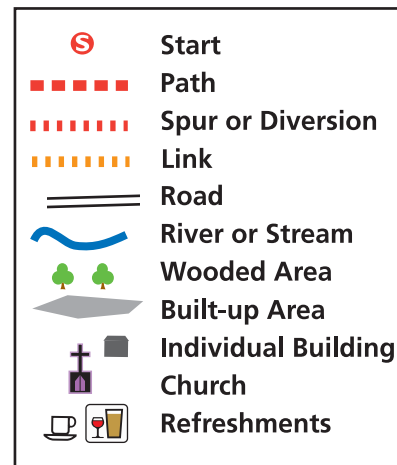 S Start
Path
Spur or Diversion
Link
Road
River or Stream
Wooded Area
Built-up Area
Individual Building
Church
Refreshments